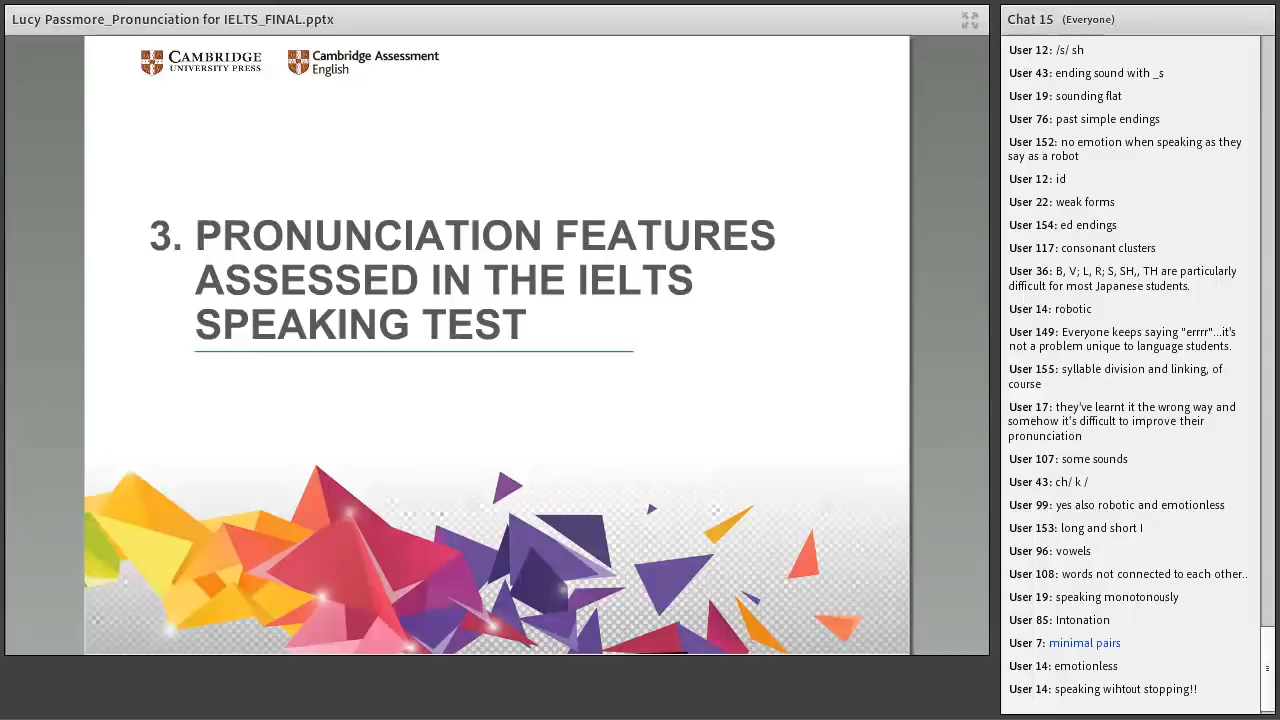 Lucy Passmore_Pronunciation for IELTS_FINAL.pptx
CAMBRIDGE
UNIVERSITY PRESS
Cambridge Assessment
English
3. PRONUNCIATION FEATURES
ASSESSED IN THE IELTS
SPEAKING TEST
Chat 15 (Everyone)
User 12: /s/ sh
User 43: ending sound with _s
User 19: sounding flat
User 76: past simple endings
User 152: no emotion when speaking as they
say as a robot
User 12: id
User 22: weak forms
User 154: ed endings
User 117: consonant clusters
User 36: B, V; L, R; S, SH,, TH are particularly
difficult for most Japanese students.
User 14: robotic
User 149: Everyone keeps saying "errrr"...it's
not a problem unique to language students.
User 155: syllable division and linking, of
course
User 17: they've learnt it the wrong way and
somehow it's difficult to improve their
pronunciation
User 107: some sounds
User 43: ch/ k /
User 99: yes also robotic and emotionless
User 153: long and short I
User 96: vowels
User 108: words not connected to each other..
User 19: speaking monotonously
User 85: Intonation
User 7: minimal pairs
User 14: emotionless
User 14: speaking wihtout stopping!!